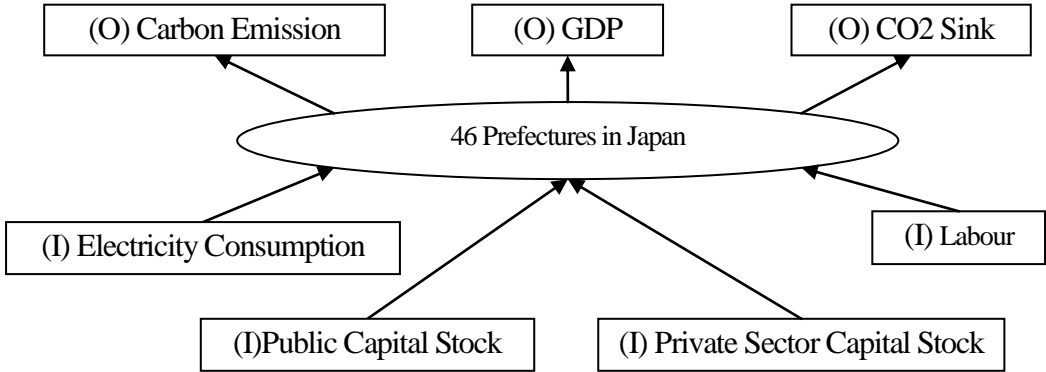 (O) Carbon Emission
(O) GDP
(O) CO2 Sink
46 Prefectures in Japan
(I) Electricity Consumption
(I) Labour
(I)Public Capital Stock
(I) Private Sector Capital Stock